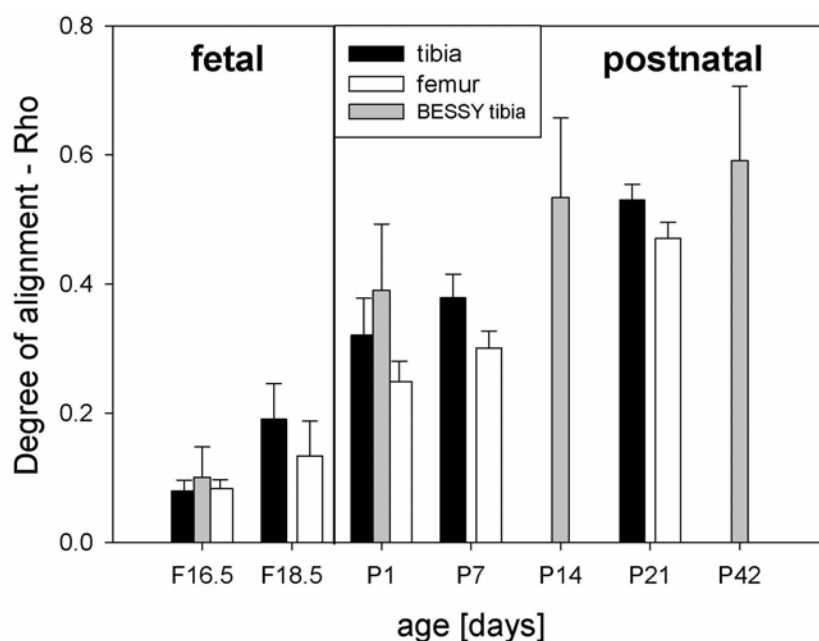 fetal
postnatal
tibia
femur
BESSY tibia
Degree of alignment - Rho
0.8
0.6
0.4
0.2
0.0
F16.5 F18.5 P1 P7 P14 P21 P42
age [days]